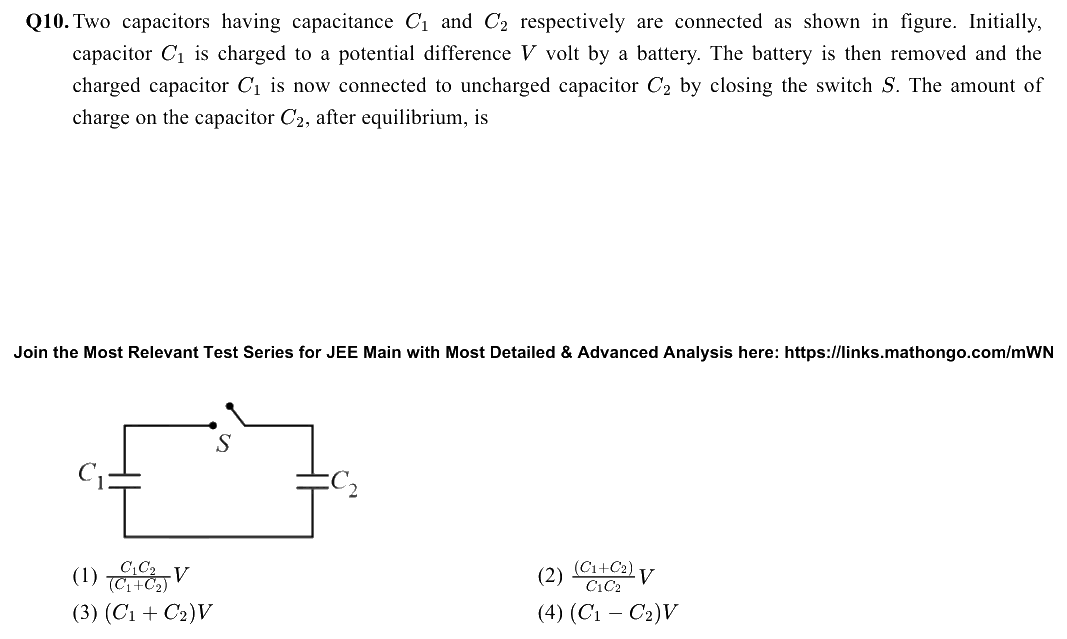 Q10. Two capacitors having capacitance C₁ and C₂ respectively are connected as shown in figure. Initially,
capacitor C₁ is charged to a potential difference V volt by a battery. The battery is then removed and the
charged capacitor C₁ is now connected to uncharged capacitor C₂ by closing the switch S. The amount of
charge on the capacitor C₂, after equilibrium, is
Join the Most Relevant Test Series for JEE Main with Most Detailed & Advanced Analysis here: https://links.mathongo.com/mWN
S
C₁
C₂
(1) C₁C₂/(C₁+C₂) V
(2) (C₁+C₂)/C₁C₂ V
(3) (C₁ + C₂)V
(4) (C₁ − C₂)V